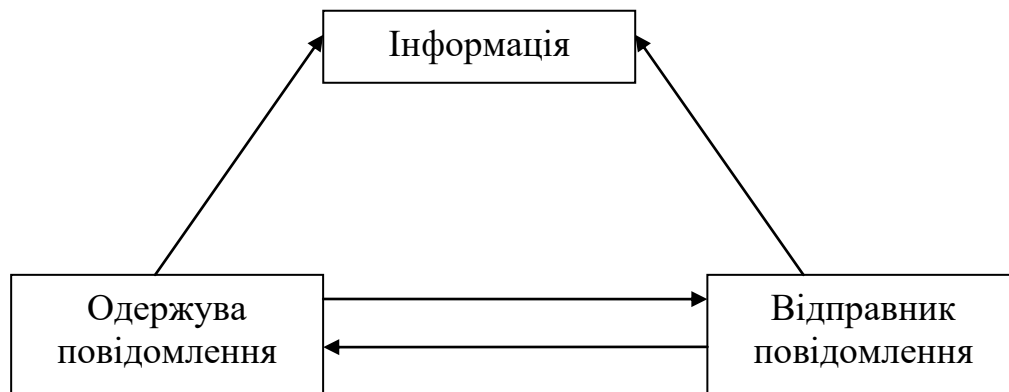 Інформація
Одержува
повідомлення
Відправник
повідомлення